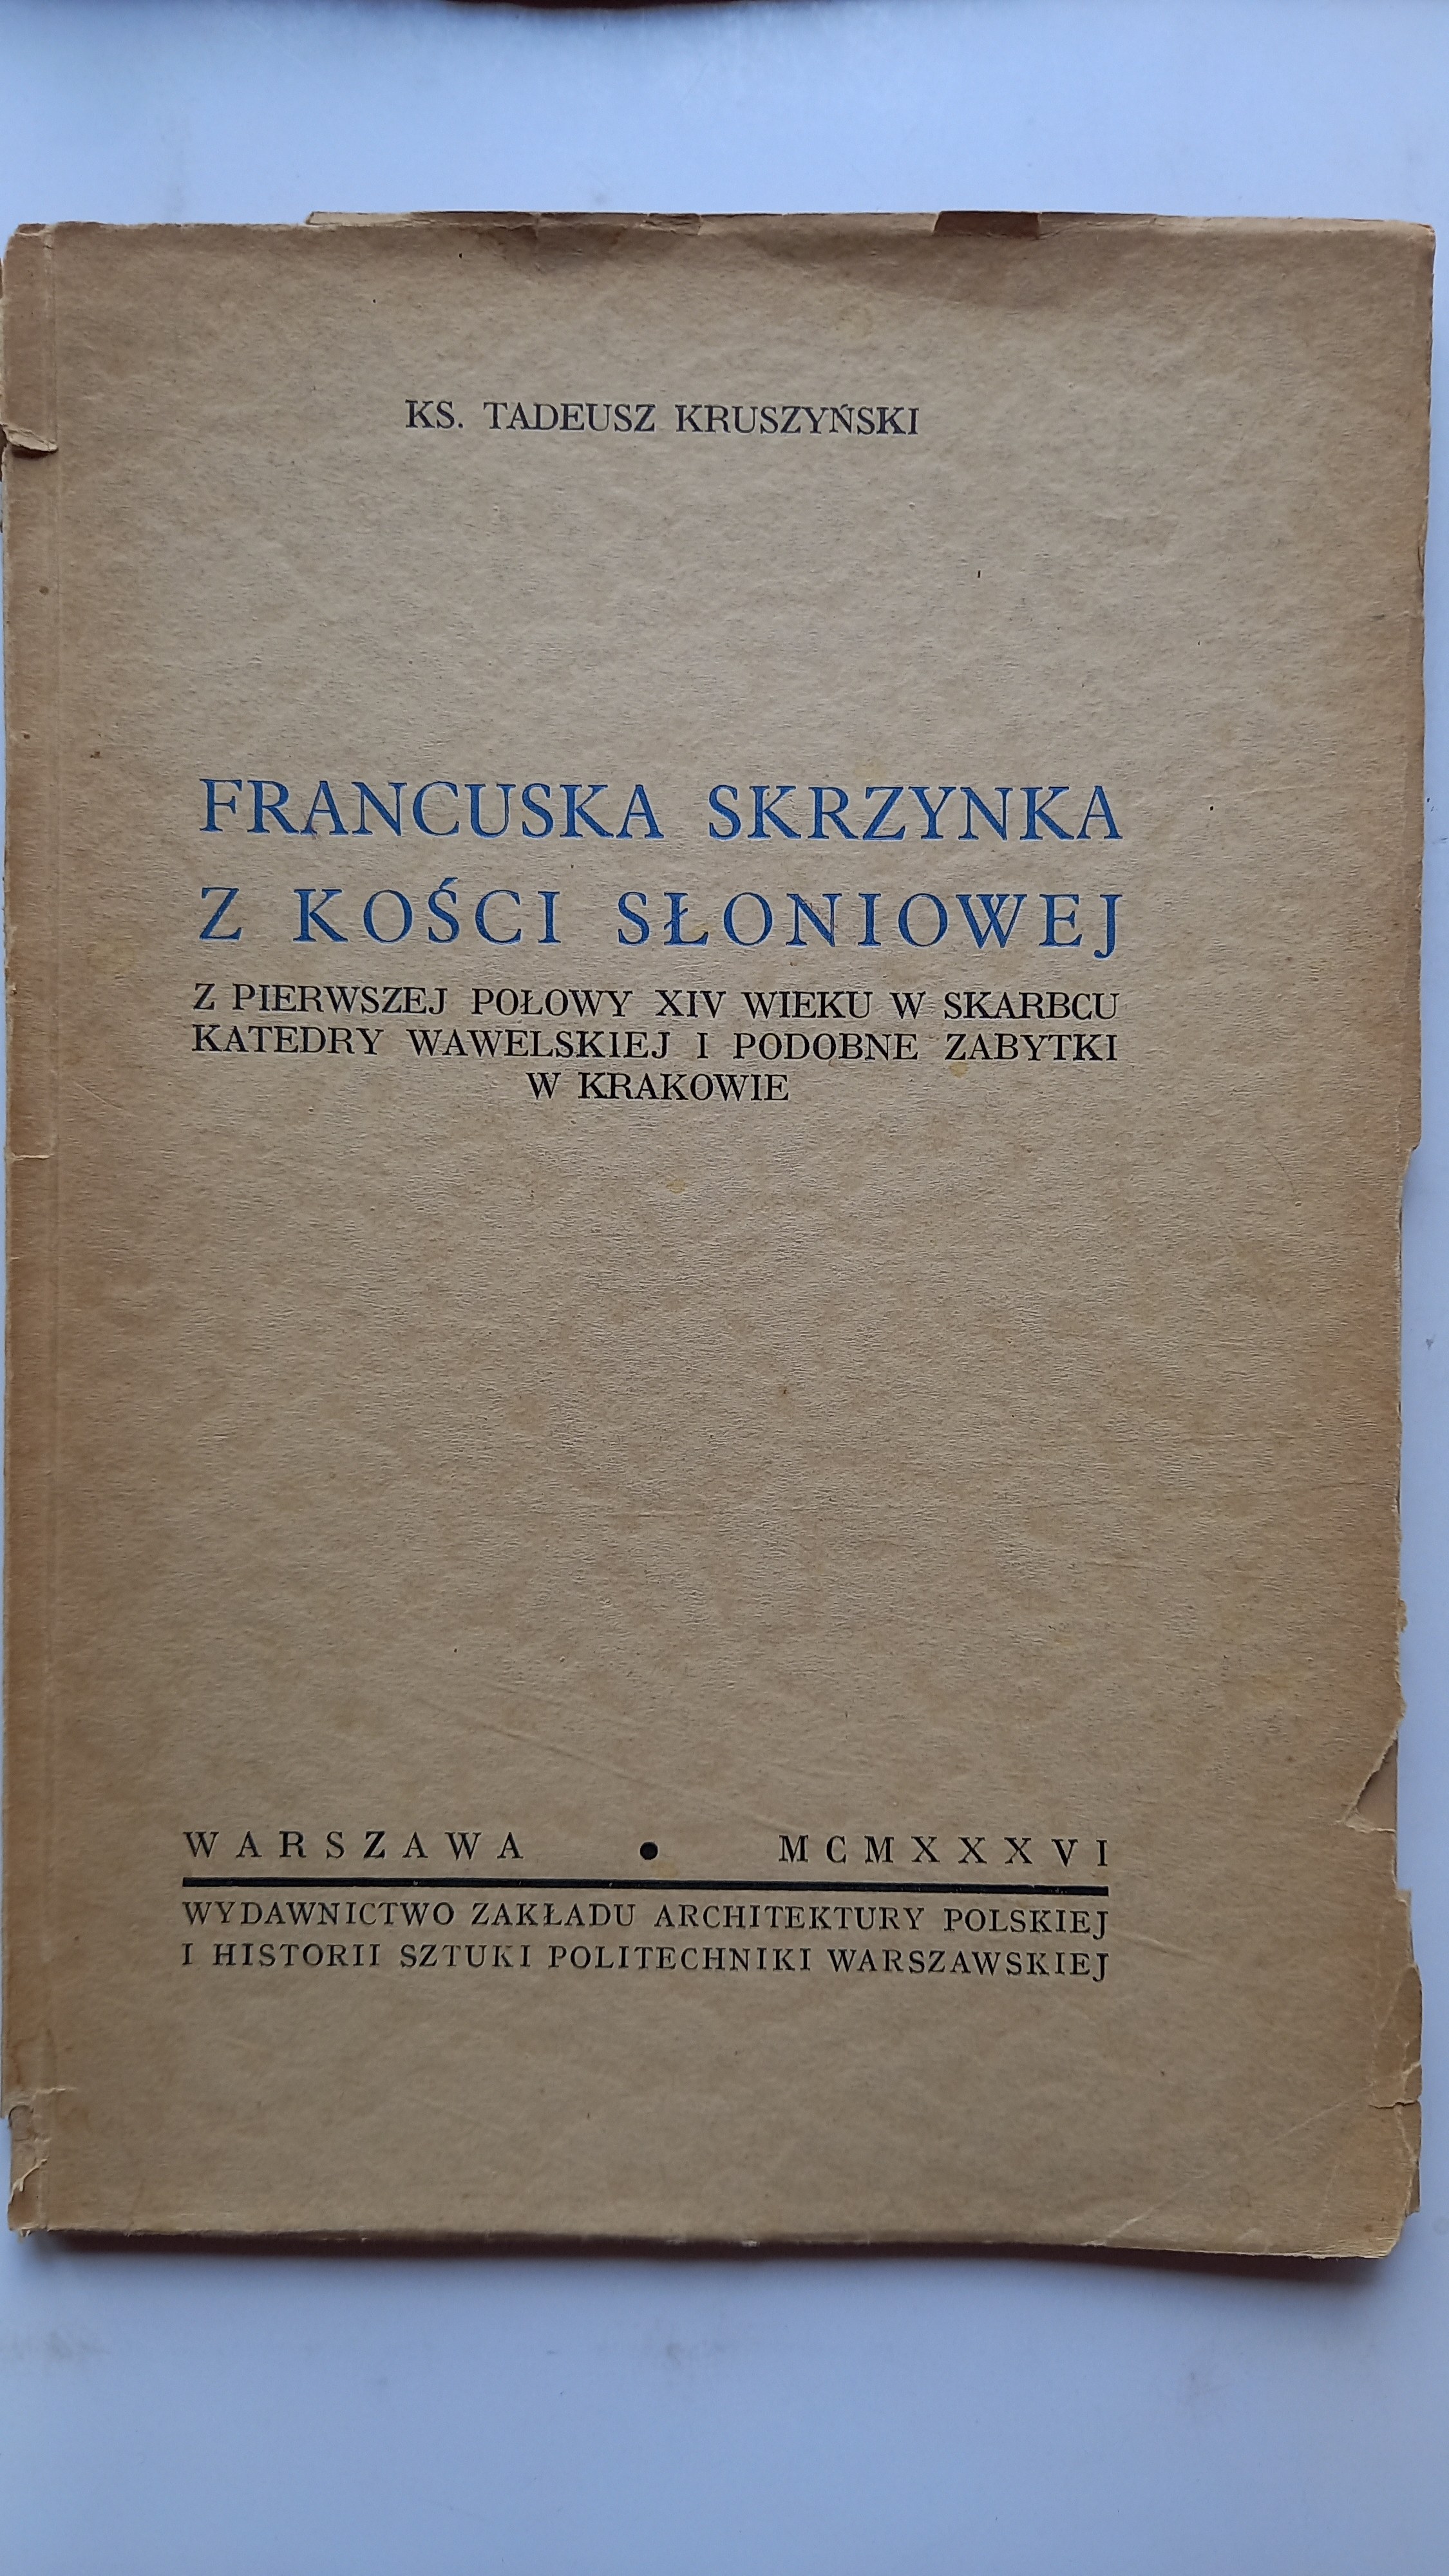 KS. TADEUSZ KRUSZYŃSKI
FRANCUSKA SKRZYNKA
Z KOŚCI SŁONIOWEJ
Z PIERWSZEJ POŁOWY XIV WIEKU W SKARBCU
KATEDRY WAWELSKIEJ I PODOBNE ZABYTKI
W KRAKOWIE
WARSZAWA • MCMXXXVI
WYDAWNICTWO ZAKŁADU ARCHITEKTURY POLSKIEJ
I HISTORII SZTUKI POLITECHNIKI WARSZAWSKIEJ